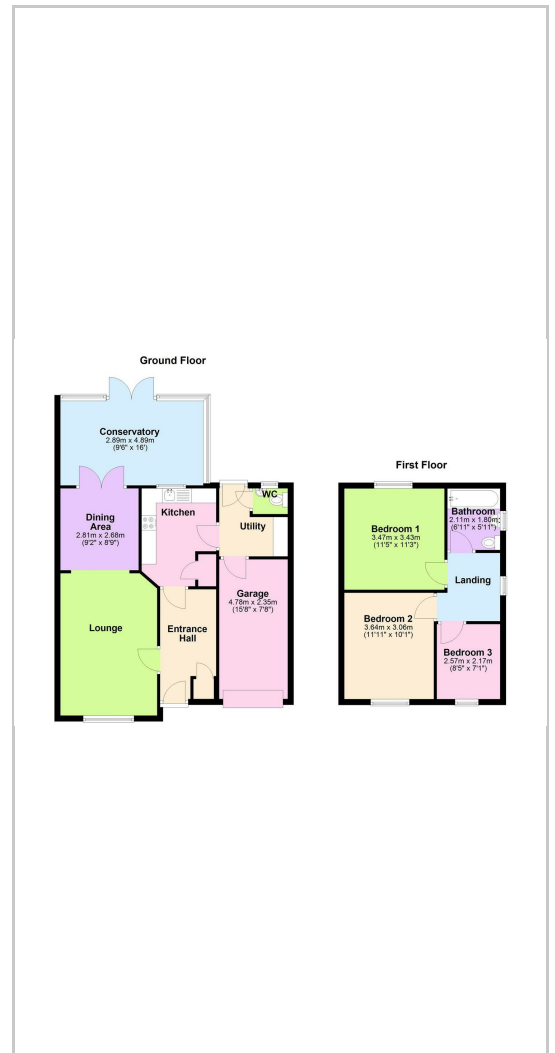 Ground Floor
Conservatory
2.89m x 4.89m
(9'6" x 16')
Dining
Area
2.81m x 2.68m
(9'2" x 8'9")
Kitchen
WC
Utility
Lounge
Entrance
Hall
Garage
4.78m x 2.35m
(15'8" x 7'8")
First Floor
Bedroom 1
3.47m x 3.43m
(11'5" x 11'3")
Bathroom
2.11m x 1.80m
(6'11" x 5'11")
Landing
Bedroom 2
3.64m x 3.06m
(11'11" x 10'1")
Bedroom 3
2.57m x 2.17m
(8'5" x 7'1")